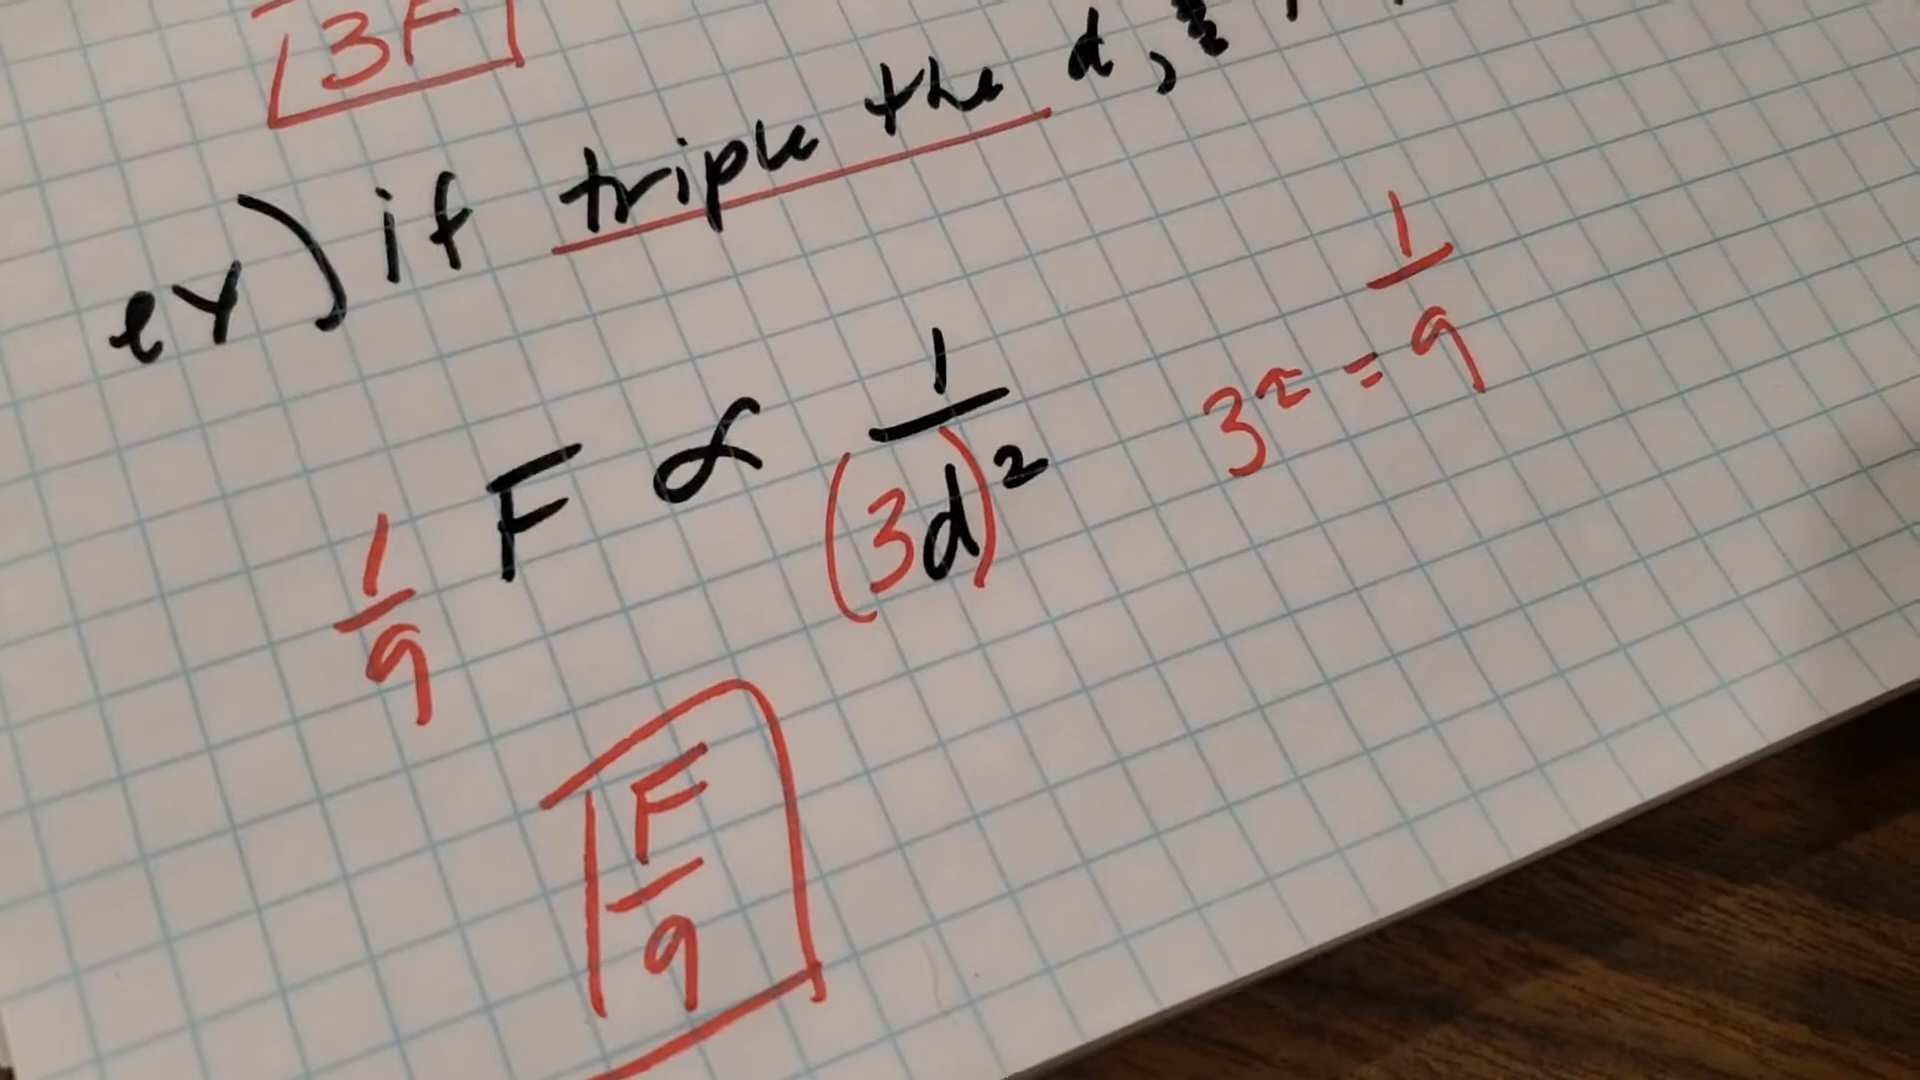 3F
ex) if triple the d,
F ∝ 1/(3d)²
3² = 1/9
1/9
F/9